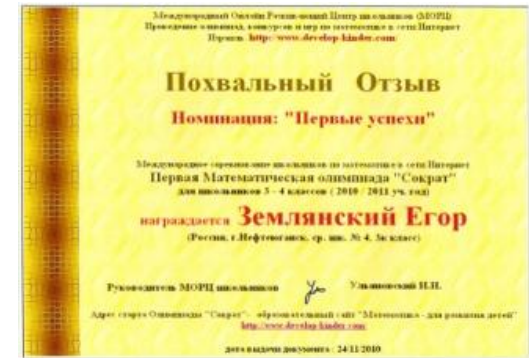 Международный Онлайн Развивающий Центр школьников (МОРЦ)
Проведение олимпиад, конкурсов и игр по математике в сети Интернет
Израиль http://www.develop-kinder.com/
Похвальный Отзыв
Номинация: "Первые успехи"
Международное соревнование школьников по математике в сети Интернет
Первая Математическая олимпиада "Сократ"
для школьников 3 - 4 классов ( 2010 / 2011 уч. год)
награждается Землянский Егор
(Россия, г.Нефтеюганск, ср. шк. № 4, 3к класс)
Руководитель МОРЦ школьников Ульяновский И.Н.
Адрес старта Олимпиады "Сократ"- образовательный сайт "Математика - для развития детей"
http://www.develop-kinder.com/
дата выдачи документа : 24/11/2010